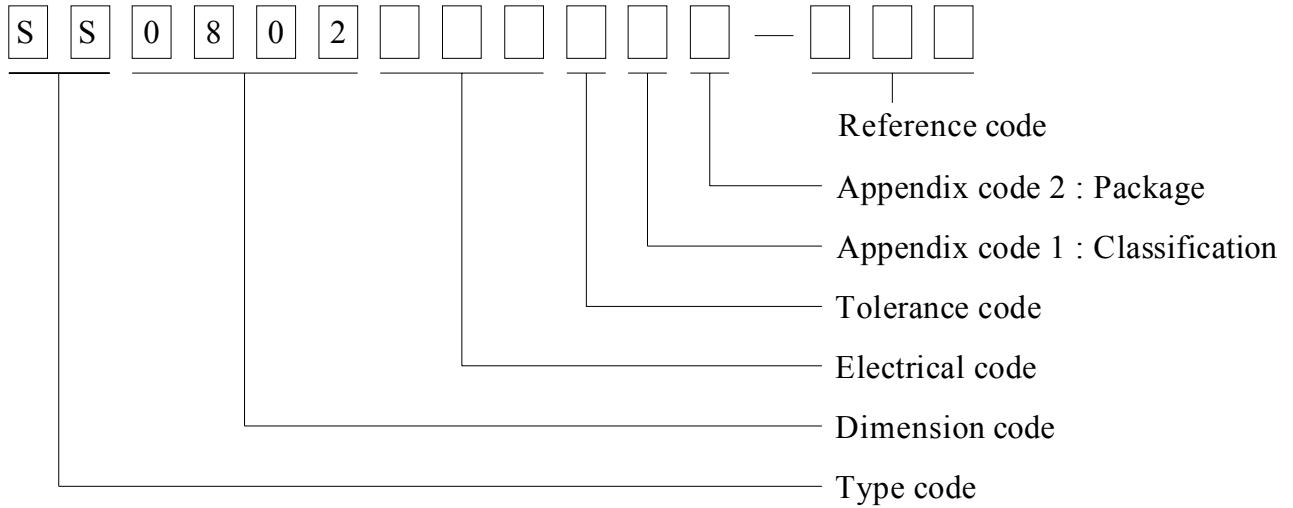 S S 0 8 0 2 —
Reference code
Appendix code 2 : Package
Appendix code 1 : Classification
Tolerance code
Electrical code
Dimension code
Type code